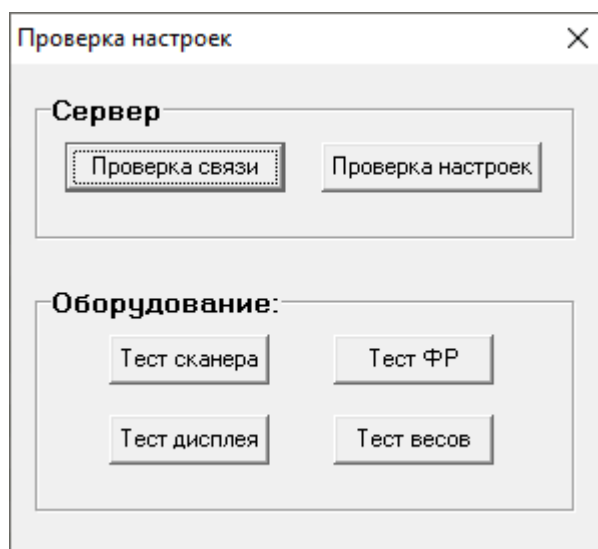 Проверка настроек
Сервер
Проверка связи Проверка настроек
Оборудование:
Тест сканера Тест ФР
Тест дисплея Тест весов